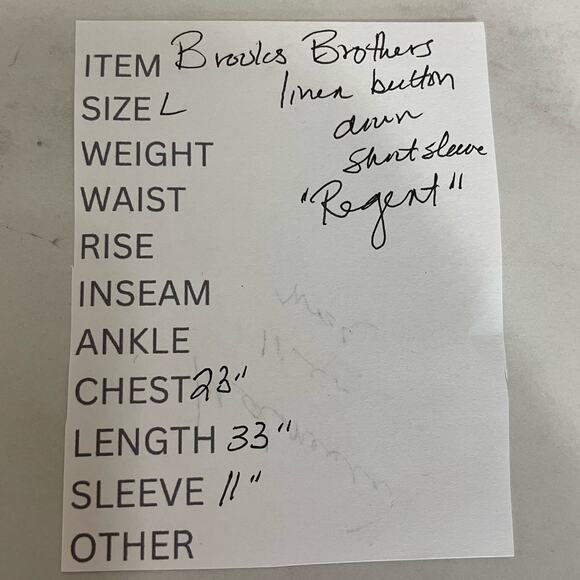 ITEM Brooks Brothers
linen button
down
short sleeve
"Regent"
SIZE L
WEIGHT
WAIST
RISE
INSEAM
ANKLE
CHEST 23"
LENGTH 33"
SLEEVE 11"
OTHER